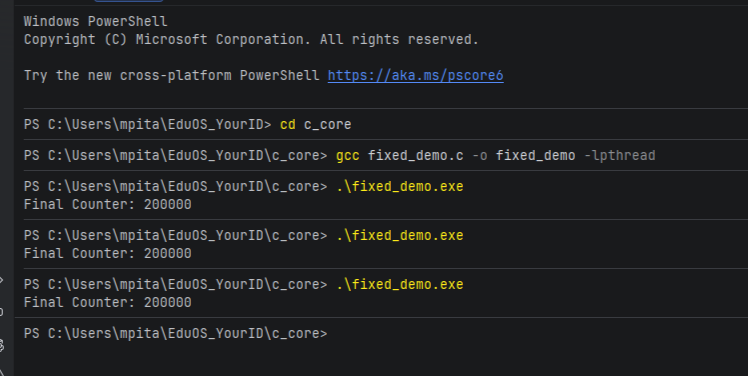 Windows PowerShell
Copyright (C) Microsoft Corporation. All rights reserved.
Try the new cross-platform PowerShell https://aka.ms/pscore6
PS C:\Users\mpita\EduOS_YourID> cd c_core
PS C:\Users\mpita\EduOS_YourID\c_core> gcc fixed_demo.c -o fixed_demo -lpthread
PS C:\Users\mpita\EduOS_YourID\c_core> .\fixed_demo.exe
Final Counter: 200000
PS C:\Users\mpita\EduOS_YourID\c_core> .\fixed_demo.exe
Final Counter: 200000
PS C:\Users\mpita\EduOS_YourID\c_core> .\fixed_demo.exe
Final Counter: 200000
PS C:\Users\mpita\EduOS_YourID\c_core>